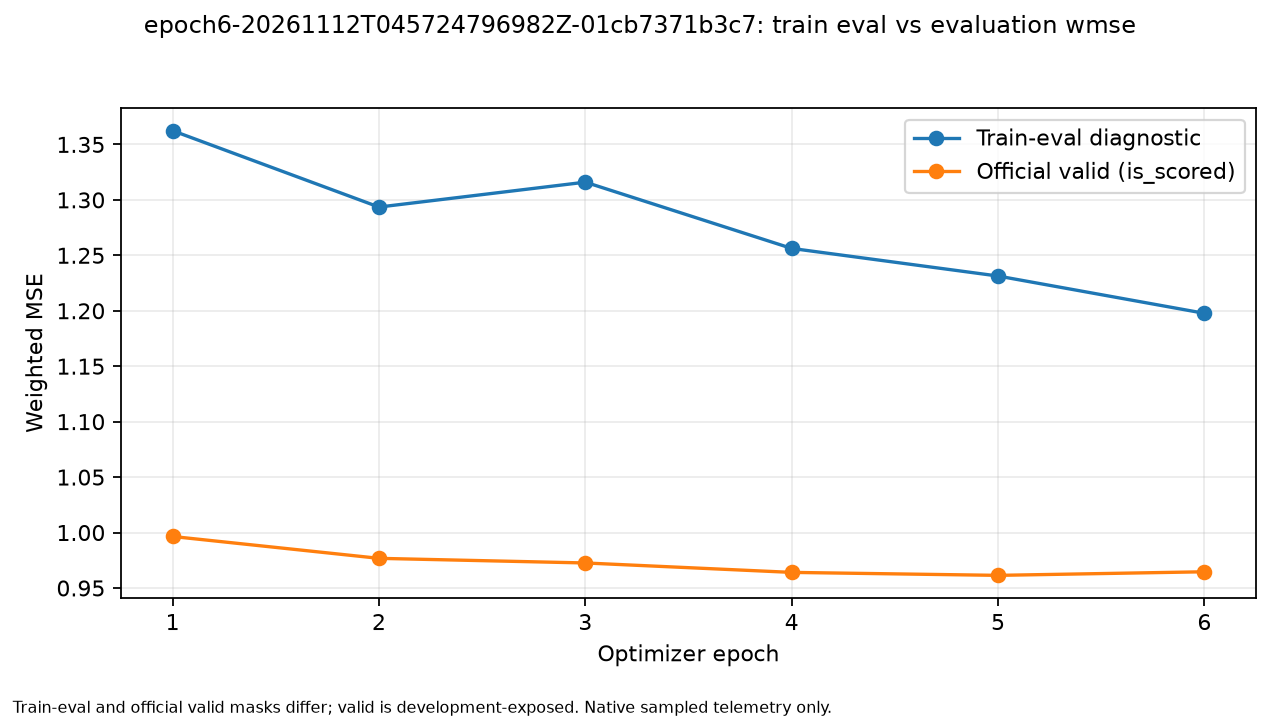 epoch6-20261112T045724796982Z-01cb7371b3c7: train eval vs evaluation wmse
Train-eval diagnostic
Official valid (is_scored)
Weighted MSE
1.35
1.30
1.25
1.20
1.15
1.10
1.05
1.00
0.95
1 2 3 4 5 6
Optimizer epoch
Train-eval and official valid masks differ; valid is development-exposed. Native sampled telemetry only.